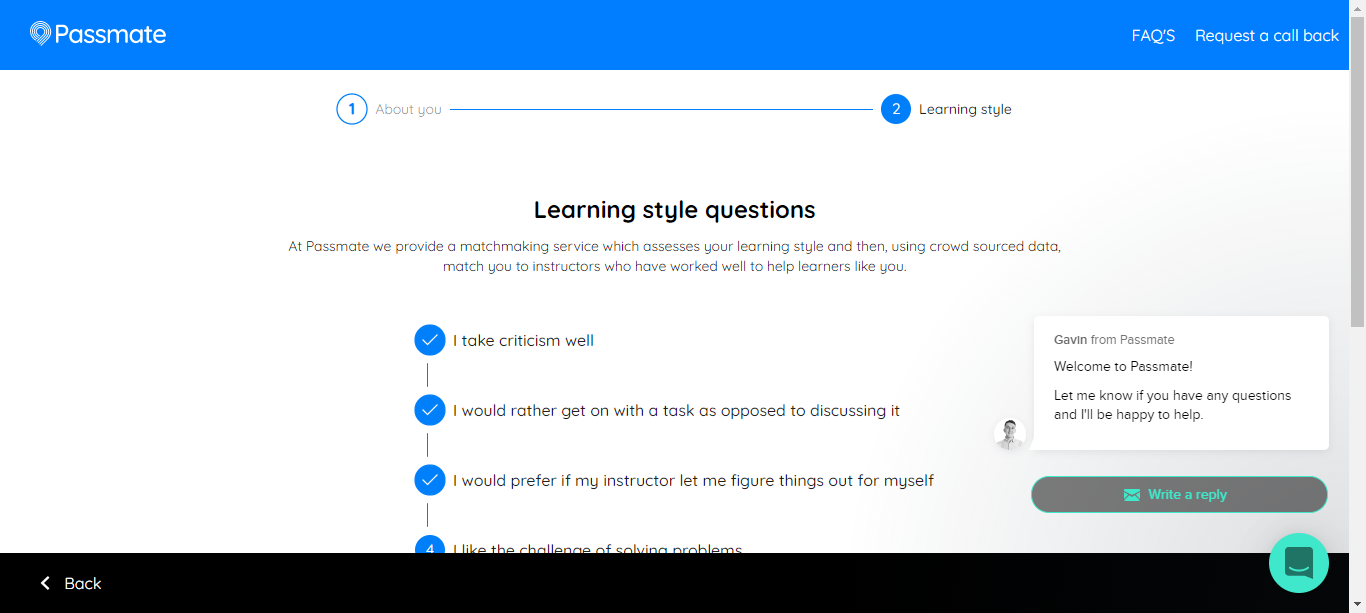 Passmate
FAQ'S
Request a call back
1
About you
2
Learning style
Learning style questions
At Passmate we provide a matchmaking service which assesses your learning style and then, using crowd sourced data,
match you to instructors who have worked well to help learners like you.
I take criticism well
I would rather get on with a task as opposed to discussing it
I would prefer if my instructor let me figure things out for myself
4
I like the challenge of solving problems
Gavin from Passmate
Welcome to Passmate!
Let me know if you have any questions
and I'll be happy to help.
Write a reply
Back